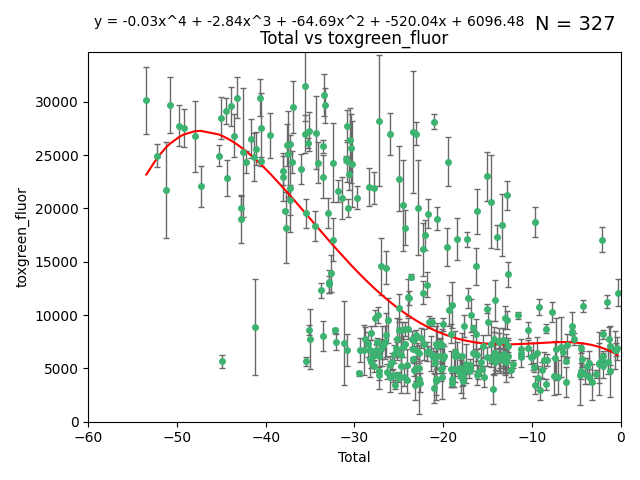 y = -0.03x^4 + -2.84x^3 + -64.69x^2 + -520.04x + 6096.48 N = 327
Total vs toxgreen_fluor
30000
25000
20000
15000
10000
5000
0
toxgreen_fluor
−60 −50 −40 −30 −20 −10 0
Total